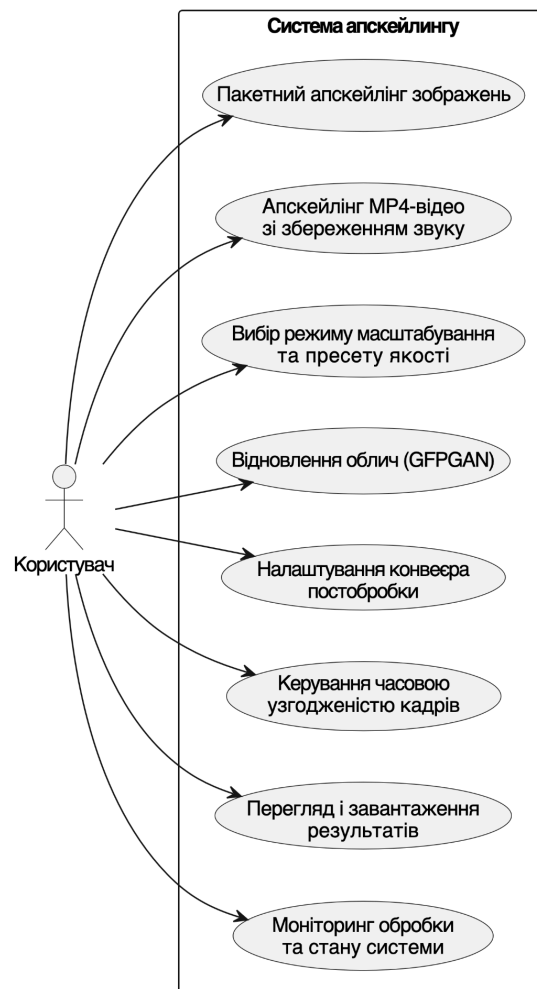 Система апскейлингу
Пакетний апскейлінг зображень
Апскейлінг MP4-відео
зі збереженням звуку
Вибір режиму масштабування
та пресету якості
Відновлення облич (GFPGAN)
Користувач
Налаштування конвеєра
постобробки
Керування часовою
узгодженістю кадрів
Перегляд і завантаження
результатів
Моніторинг обробки
та стану системи